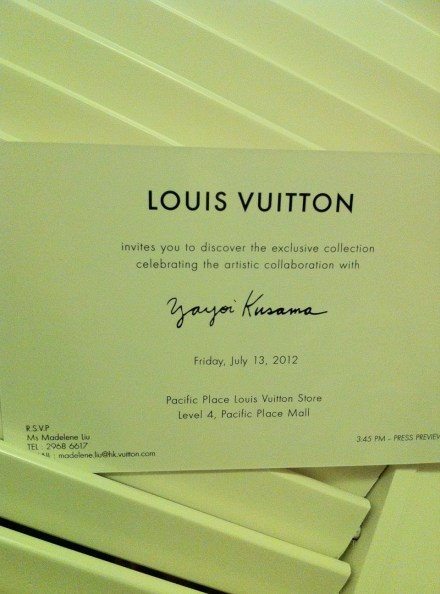 LOUIS VUITTON
invites you to discover the exclusive collection
celebrating the artistic collaboration with
Yayoi Kusama
Friday, July 13, 2012
Pacific Place Louis Vuitton Store
Level 4, Pacific Place Mall
R.S.V.P
Ms Madelene Liu
TEL : 2968 6617
madelene.liu@hk.vuitton.com
3:45 PM – PRESS PREVIEW